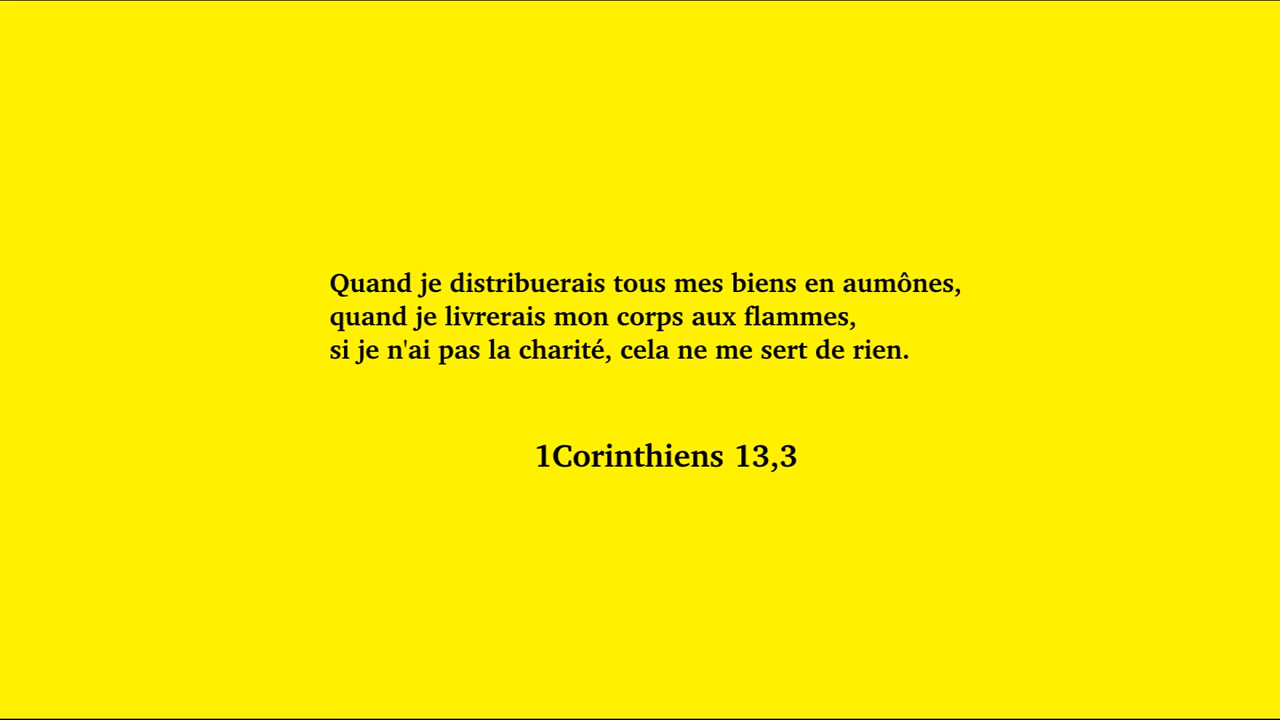 Quand je distribuerais tous mes biens en aumônes,
quand je livrerais mon corps aux flammes,
si je n'ai pas la charité, cela ne me sert de rien.
1Corinthiens 13,3